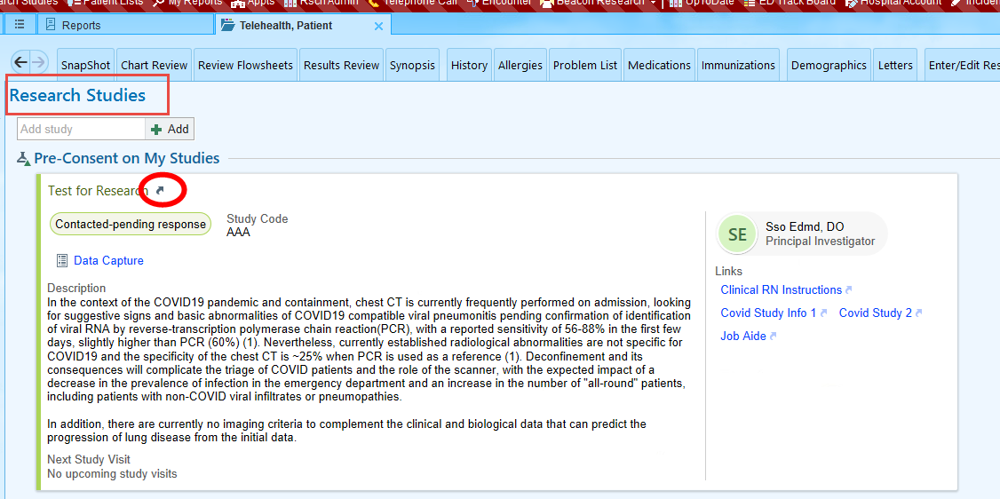 arch Studies Patient Lists My Reports Appts Rsch Admin Telephone Call Encounter Beacon Research UpToDate ED Track Board Hospital Account Inciden
Reports Telehealth, Patient
SnapShot Chart Review Review Flowsheets Results Review Synopsis History Allergies Problem List Medications Immunizations Demographics Letters Enter/Edit Res
Research Studies
Add study Add
Pre-Consent on My Studies
Test for Research
Contacted-pending response
Study Code
AAA
Data Capture
Description
In the context of the COVID19 pandemic and containment, chest CT is currently frequently performed on admission, looking
for suggestive signs and basic abnormalities of COVID19 compatible viral pneumonitis pending confirmation of identification
of viral RNA by reverse-transcription polymerase chain reaction(PCR), with a reported sensitivity of 56-88% in the first few
days, slightly higher than PCR (60%) (1). Nevertheless, currently established radiological abnormalities are not specific for
COVID19 and the specificity of the chest CT is ~25% when PCR is used as a reference (1). Deconfinement and its
consequences will complicate the triage of COVID patients and the role of the scanner, with the expected impact of a
decrease in the prevalence of infection in the emergency department and an increase in the number of "all-round" patients,
including patients with non-COVID viral infiltrates or pneumopathies.
In addition, there are currently no imaging criteria to complement the clinical and biological data that can predict the
progression of lung disease from the initial data.
Next Study Visit
No upcoming study visits
SE
Sso Edmd, DO
Principal Investigator
Links
Clinical RN Instructions
Covid Study Info 1 Covid Study 2
Job Aide